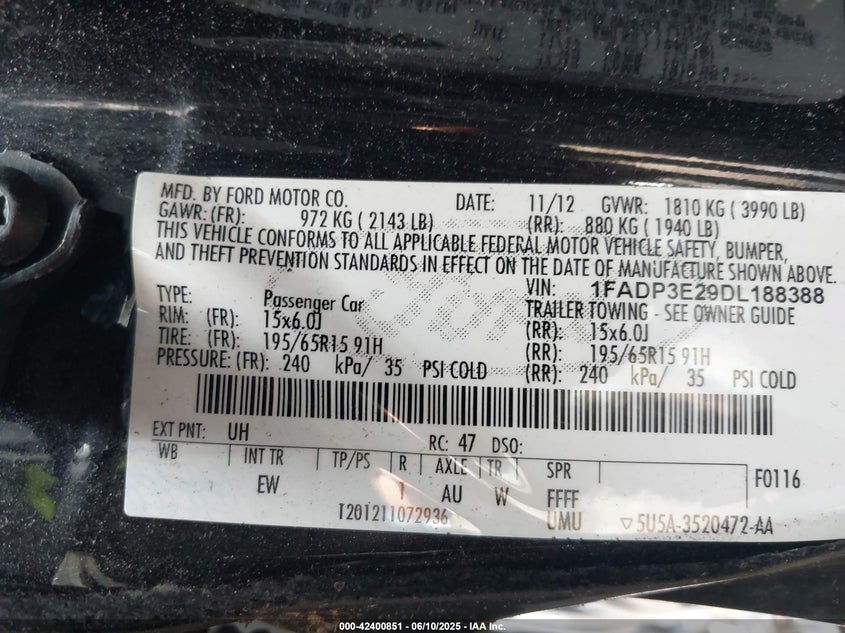 MFD. BY FORD MOTOR CO. DATE: 11/12 GVWR: 1810 KG ( 3990 LB)
GAWR:(FR): 972 KG ( 2143 LB) (RR): 880 KG ( 1940 LB)
THIS VEHICLE CONFORMS TO ALL APPLICABLE FEDERAL MOTOR VEHICLE SAFETY, BUMPER,
AND THEFT PREVENTION STANDARDS IN EFFECT ON THE DATE OF MANUFACTURE SHOWN ABOVE.
VIN: 1FADP3E29DL188388
TYPE: Passenger Car TRAILER TOWING - SEE OWNER GUIDE
RIM: (FR): 15x6.0J (RR): 15x6.0J
TIRE: (FR): 195/65R15 91H (RR): 195/65R15 91H
PRESSURE: (FR): 240 kPa/ 35 PSI COLD (RR): 240 kPa/ 35 PSI COLD
EXT PNT: UH RC: 47 DSO:
WB INT TR TP/PS R AXLE TR SPR F0116
EW 1 AU W FFFF
T201211072936 UMU ▽5U5A-3520472-AA
000-42400851 - 06/10/2025 - IAA Inc.